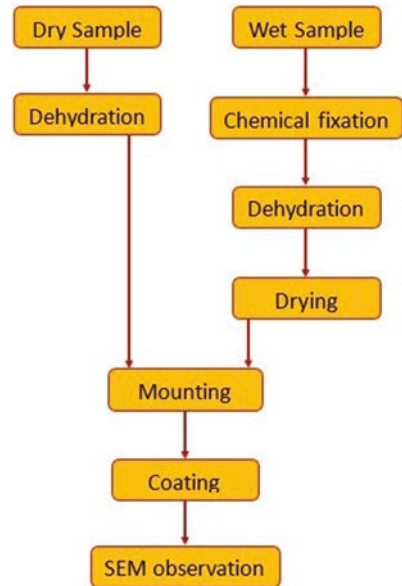 Dry Sample
Wet Sample
Dehydration
Chemical fixation
Dehydration
Drying
Mounting
Coating
SEM observation